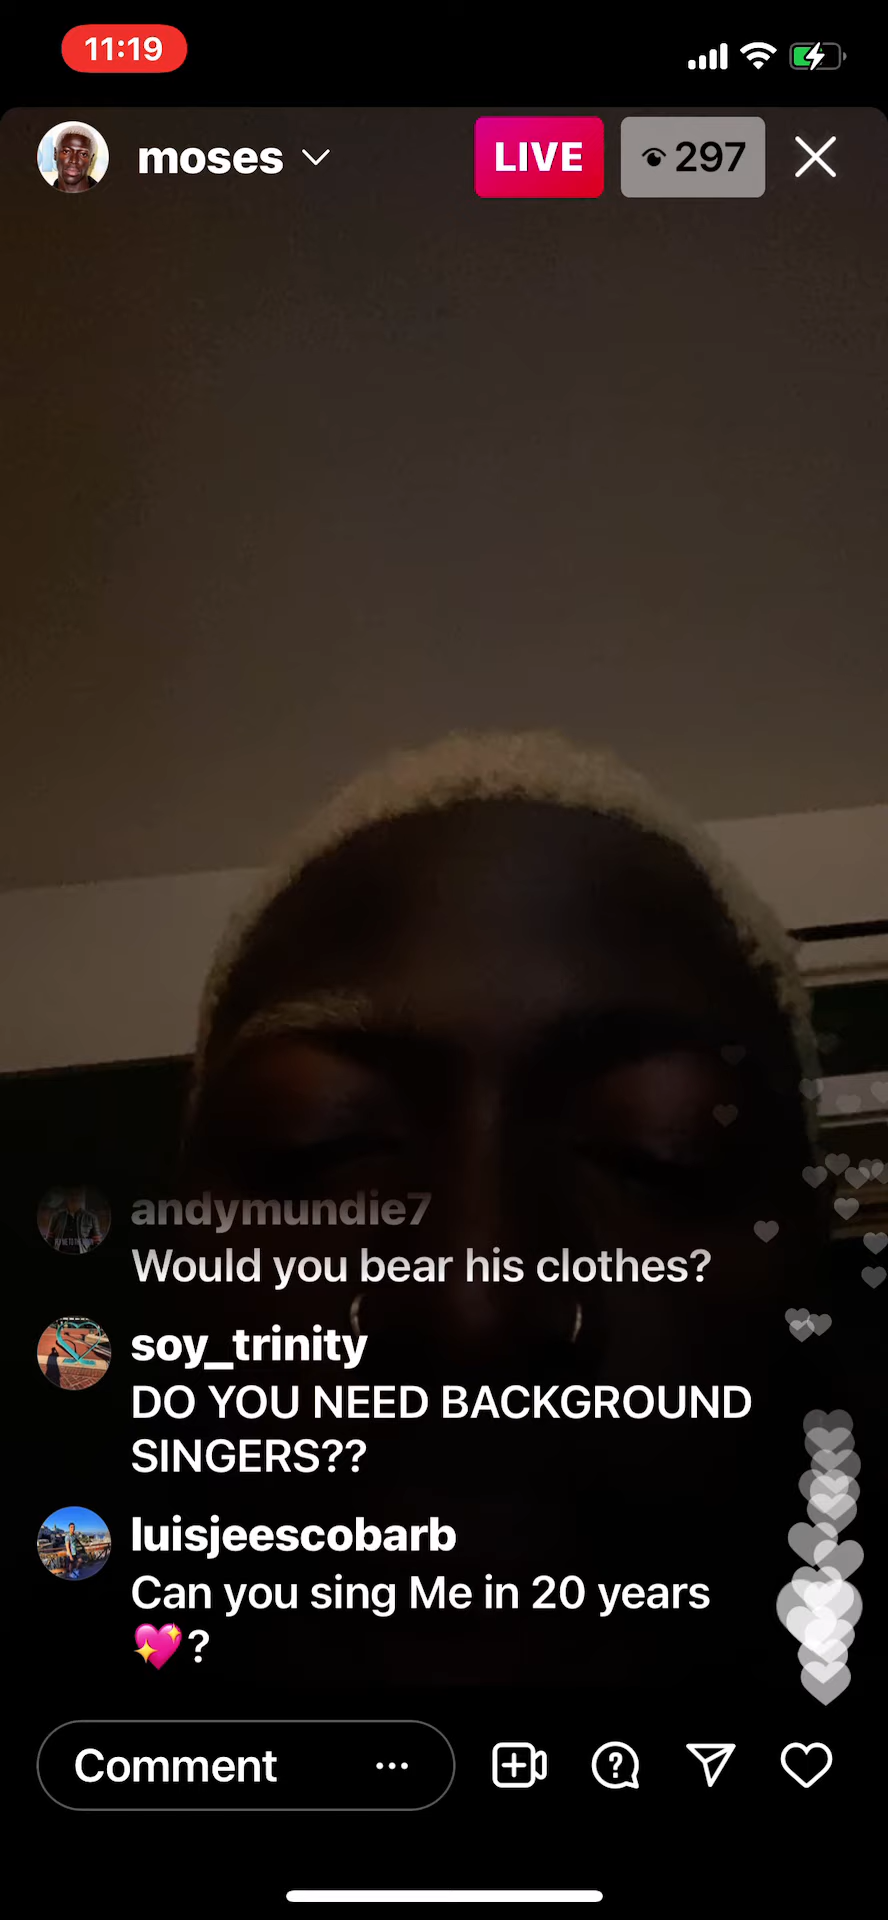 11:19
moses
LIVE
297
andymundie7
Would you bear his clothes?
soy_trinity
DO YOU NEED BACKGROUND
SINGERS??
luisjeescobarb
Can you sing Me in 20 years
💖?
Comment